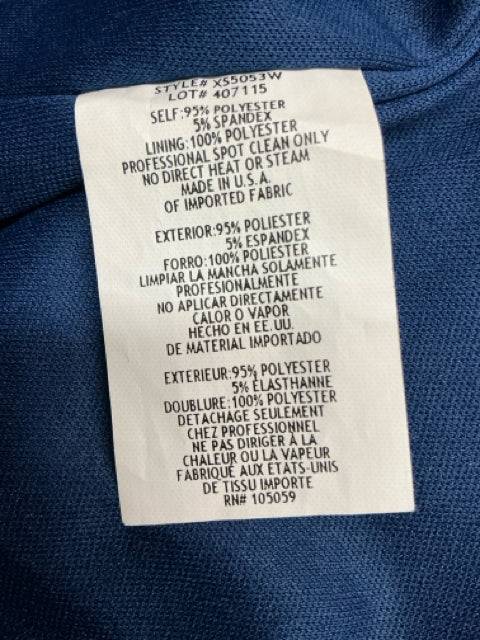 STYLE# XS5053W
LOT# 407115
SELF:95% POLYESTER
5% SPANDEX
LINING:100% POLYESTER
PROFESSIONAL SPOT CLEAN ONLY
NO DIRECT HEAT OR STEAM
MADE IN U.S.A.
OF IMPORTED FABRIC
EXTERIOR:95% POLIESTER
5% ESPANDEX
FORRO:100% POLIESTER
LIMPIAR LA MANCHA SOLAMENTE
PROFESIONALMENTE
NO APLICAR DIRECTAMENTE
CALOR O VAPOR
HECHO EN EE.UU.
DE MATERIAL IMPORTADO
EXTERIEUR:95% POLYESTER
5% ÉLASTHANNE
DOUBLURE:100% POLYESTER
DETACHAGE SEULEMENT
CHEZ PROFESSIONNEL
NE PAS DIRIGER À LA
CHALEUR OU LA VAPEUR
FABRIQUÉ AUX ÉTATS-UNIS
DE TISSU IMPORTE
RN# 105059